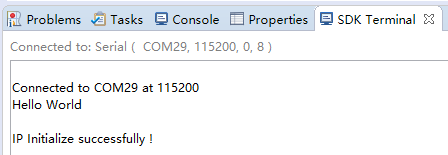 Problems Tasks Console Properties SDK Terminal
Connected to: Serial ( COM29, 115200, 0, 8 )
Connected to COM29 at 115200
Hello World
IP Initialize successfully !